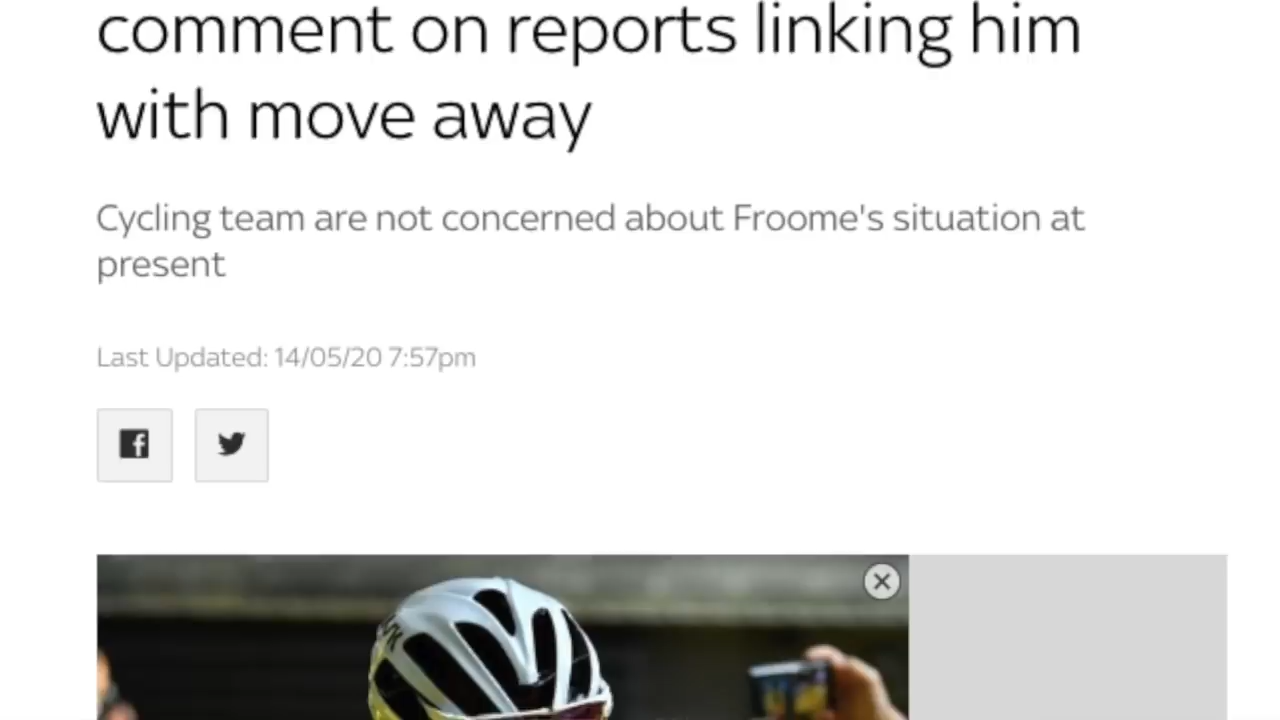 comment on reports linking him
with move away
Cycling team are not concerned about Froome's situation at
present
Last Updated: 14/05/20 7:57pm